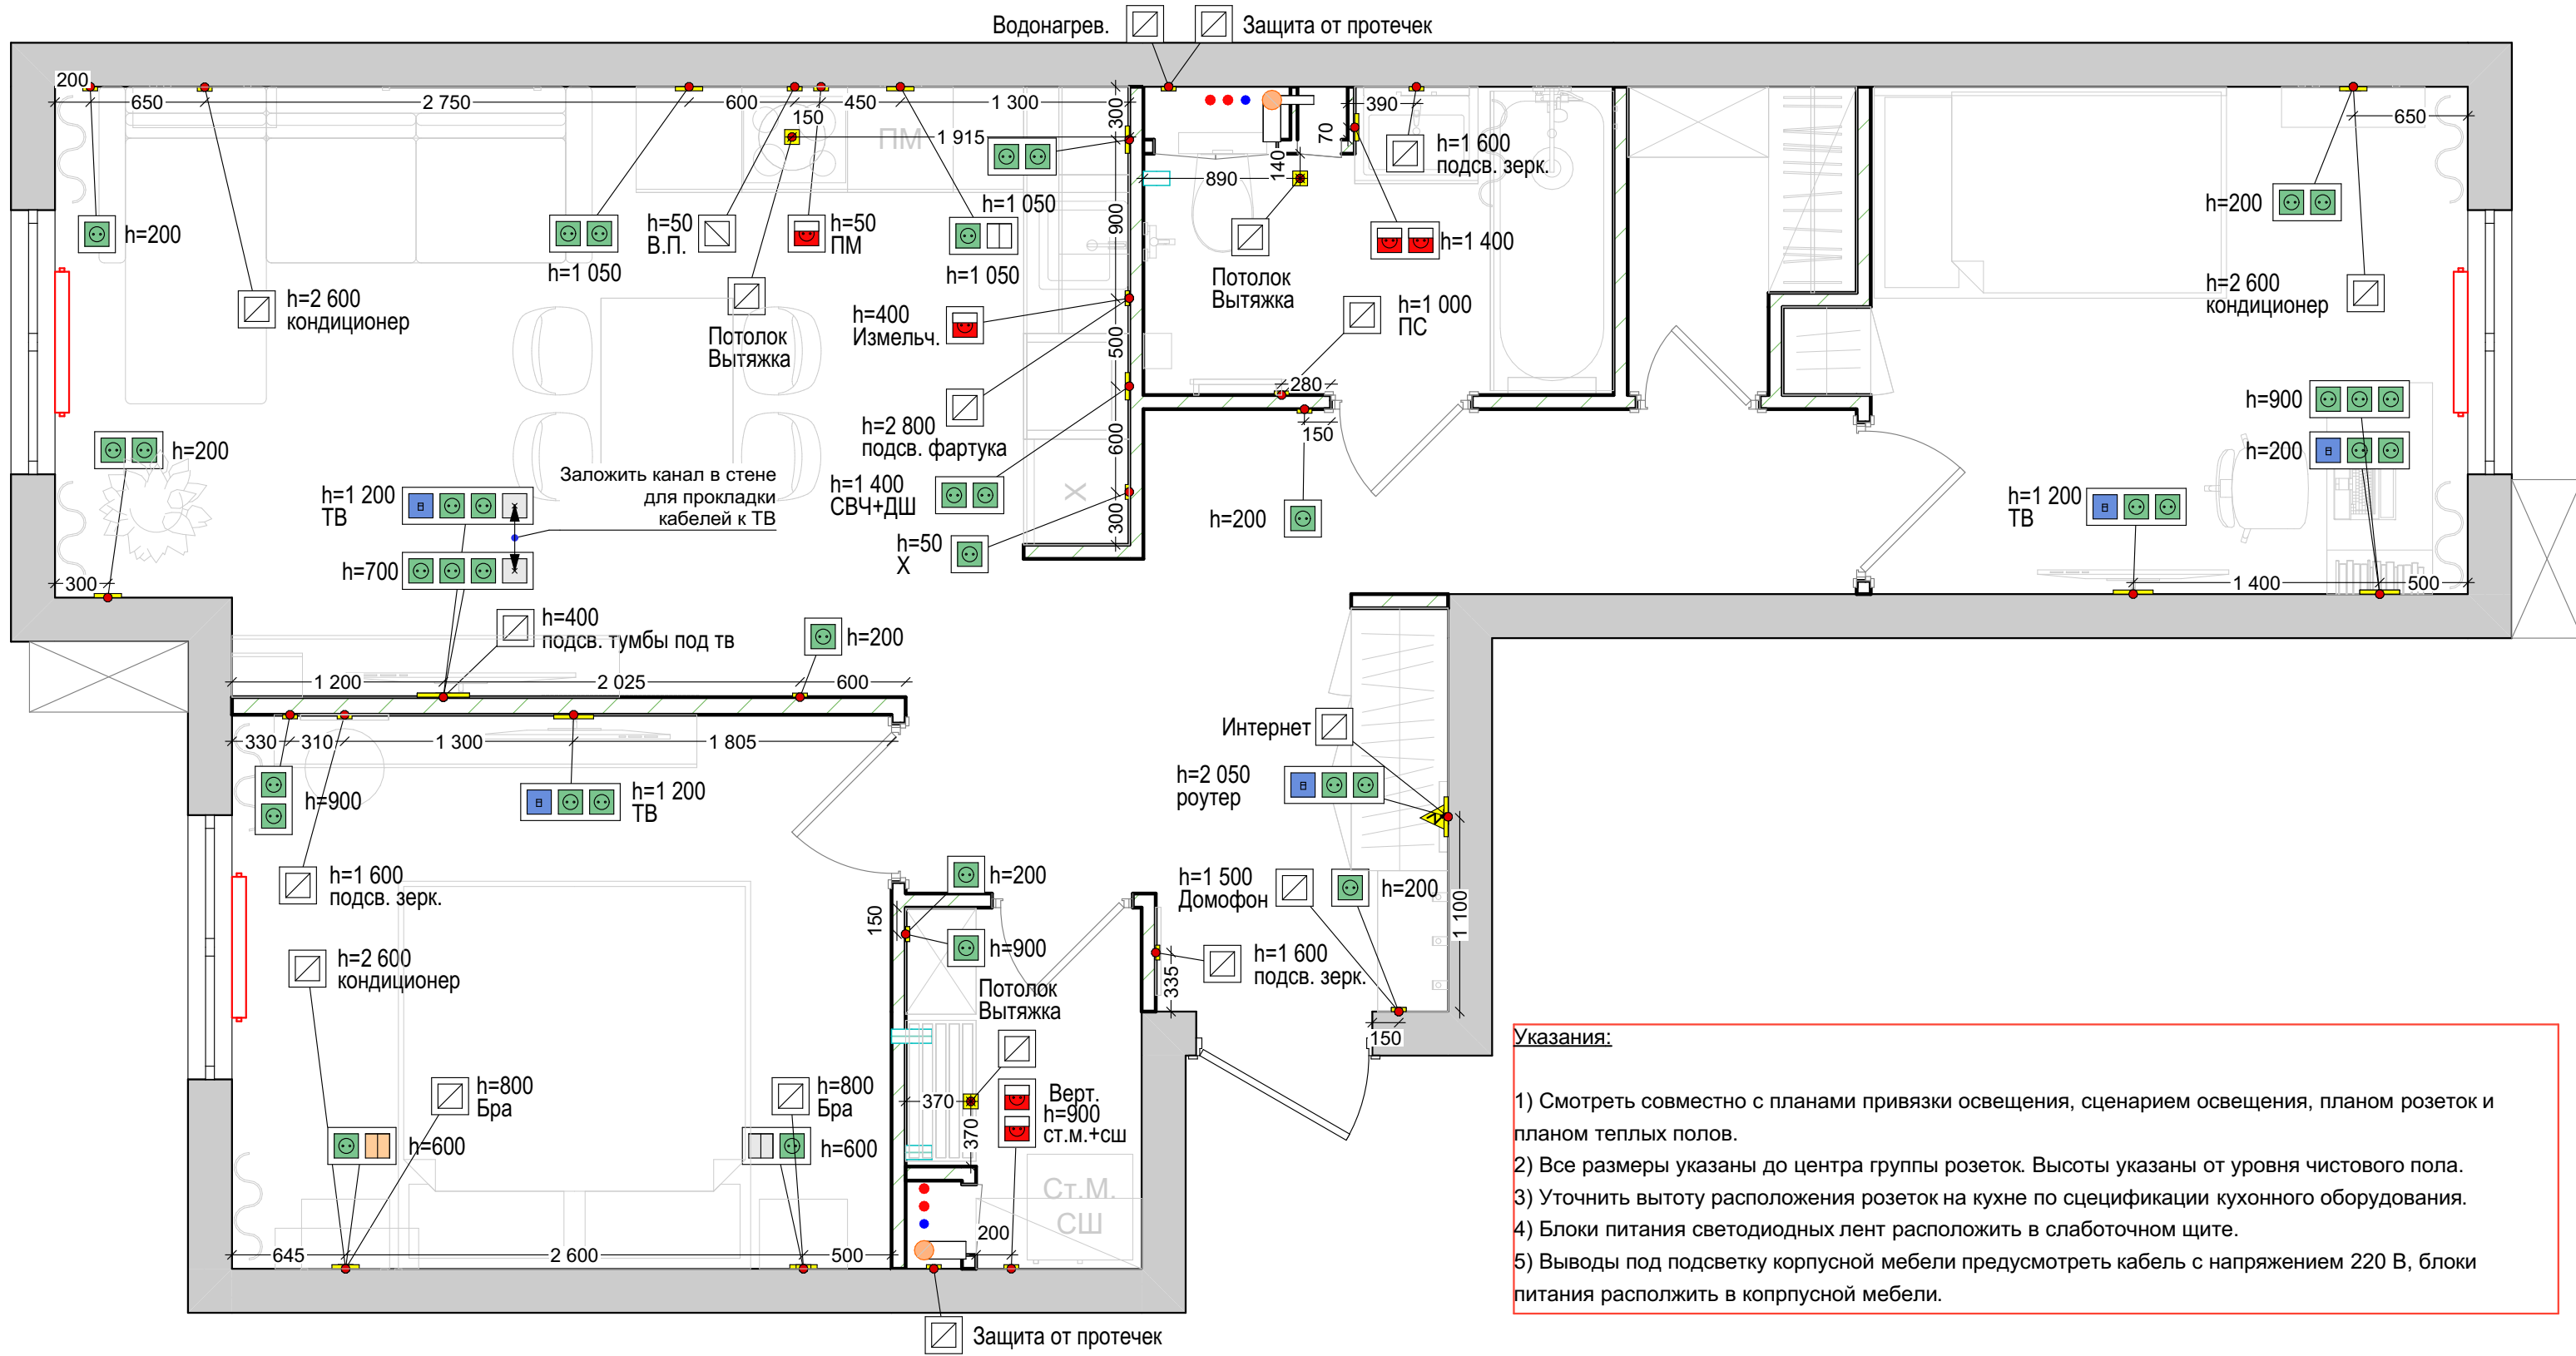 Водонагрев.
Защита от протечек
200
650
2 750
600
450
1 300
150
1 915
ПМ
300
900
500
600
300
h=200
h=2 600
кондиционер
h=1 050
h=50
В.П.
h=50
ПМ
h=1 050
h=1 050
Потолок
Вытяжка
h=400
Измельч.
h=2 800
подсв. фартука
h=1 400
СВЧ+ДШ
h=50
Х
Х
390
70
140
890
h=1 600
подсв. зерк.
h=1 400
Потолок
Вытяжка
h=1 000
ПС
280
150
h=200
650
h=200
h=2 600
кондиционер
h=900
h=200
h=1 200
ТВ
1 400
500
h=200
300
h=1 200
ТВ
Заложить канал в стене
для прокладки
кабелей к ТВ
h=700
h=400
подсв. тумбы под тв
h=200
1 200
2 025
600
330
310
1 300
1 805
h=900
h=1 200
ТВ
h=1 600
подсв. зерк.
h=2 600
кондиционер
h=800
Бра
h=600
h=800
Бра
h=600
645
2 600
500
Интернет
h=2 050
роутер
h=1 500
Домофон
h=200
1 100
150
h=1 600
подсв. зерк.
335
h=200
150
h=900
Потолок
Вытяжка
370
370
Верт.
h=900
ст.м.+сш
Ст.М.
СШ
200
Защита от протечек
Указания:
1) Смотреть совместно с планами привязки освещения, сценарием освещения, планом розеток и
планом теплых полов.
2) Все размеры указаны до центра группы розеток. Высоты указаны от уровня чистового пола.
3) Уточнить вытоту расположения розеток на кухне по сцецификации кухонного оборудования.
4) Блоки питания светодиодных лент расположить в слаботочном щите.
5) Выводы под подсветку корпусной мебели предусмотреть кабель с напряжением 220 В, блоки
питания располжить в копрпусной мебели.